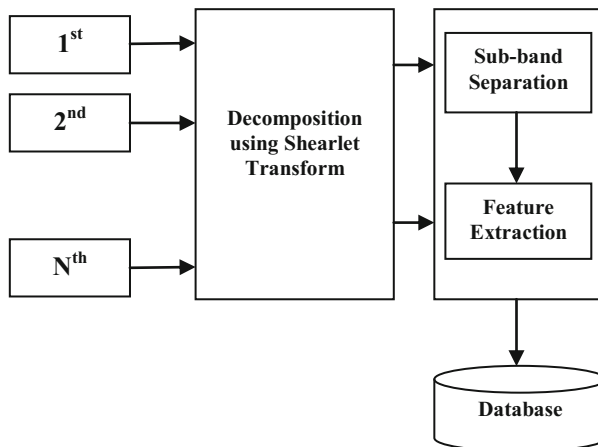 1st
2nd
Nth
Decomposition
using Shearlet
Transform
Sub-band
Separation
Feature
Extraction
Database